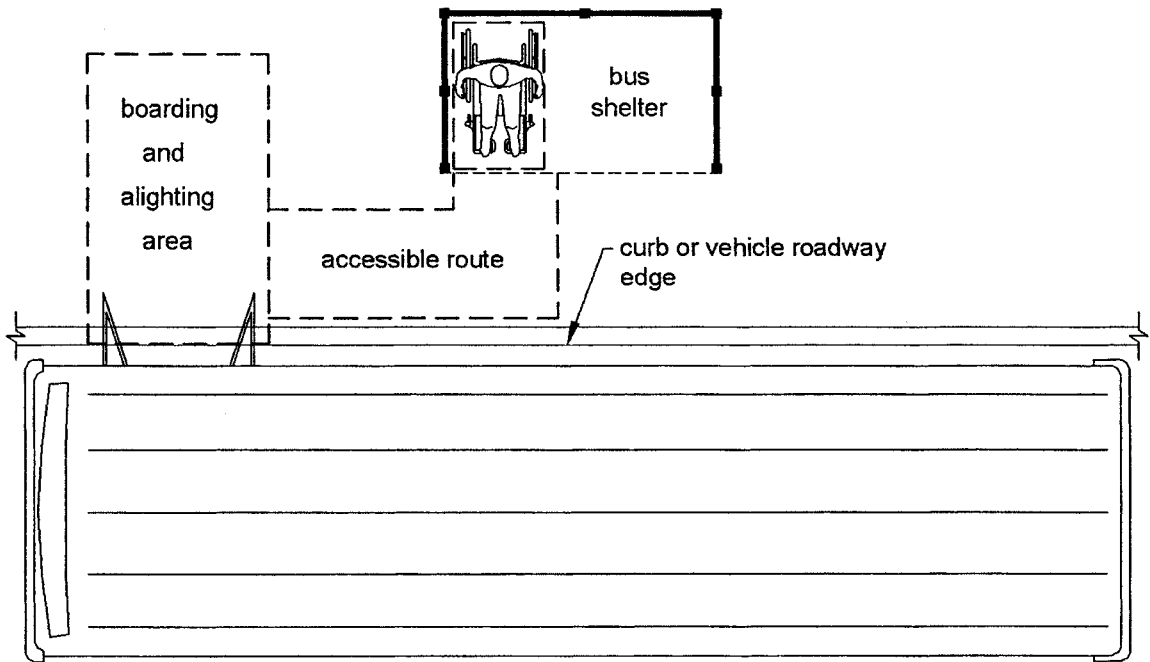 boarding
and
alighting
area
bus
shelter
accessible route
curb or vehicle roadway
edge